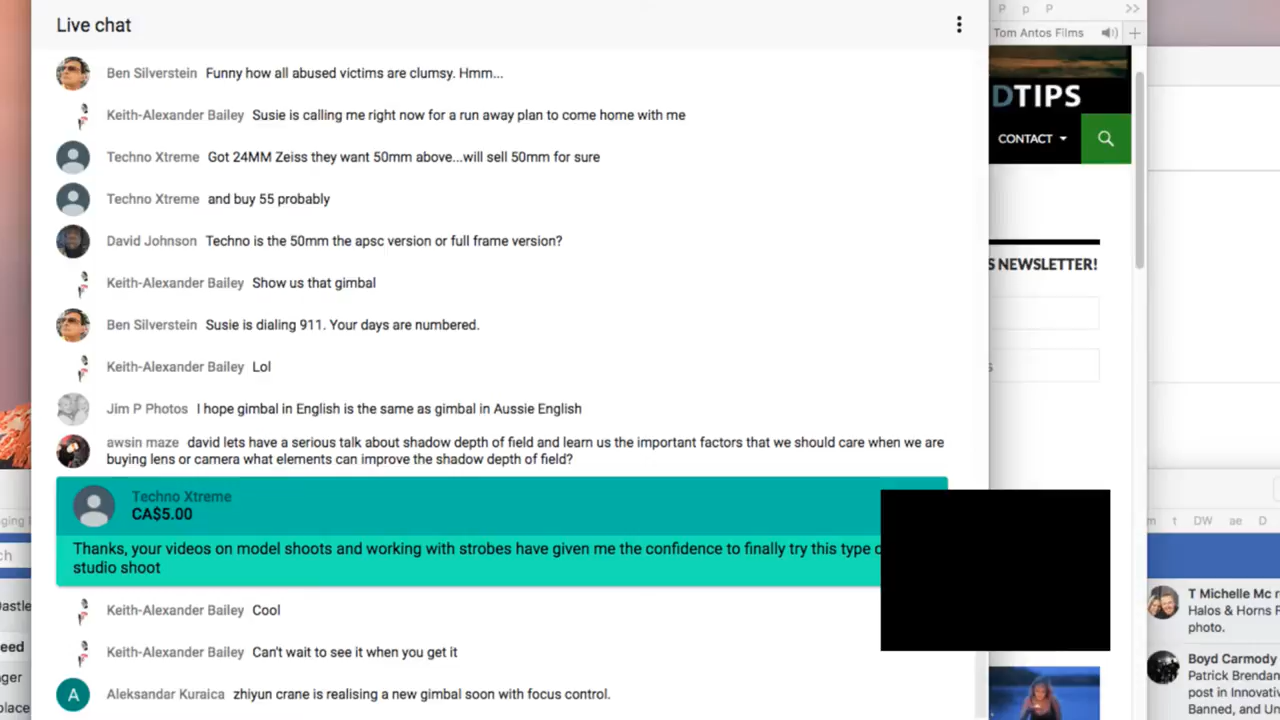 Live chat
Ben Silverstein Funny how all abused victims are clumsy. Hmm...
Keith-Alexander Bailey Susie is calling me right now for a run away plan to come home with me
Techno Xtreme Got 24MM Zeiss they want 50mm above...will sell 50mm for sure
Techno Xtreme and buy 55 probably
David Johnson Techno is the 50mm the apsc version or full frame version?
Keith-Alexander Bailey Show us that gimbal
Ben Silverstein Susie is dialing 911. Your days are numbered.
Keith-Alexander Bailey Lol
Jim P Photos I hope gimbal in English is the same as gimbal in Aussie English
awsin maze david lets have a serious talk about shadow depth of field and learn us the important factors that we should care when we are
buying lens or camera what elements can improve the shadow depth of field?
Techno Xtreme
CA$5.00
Thanks, your videos on model shoots and working with strobes have given me the confidence to finally try this type
studio shoot
Keith-Alexander Bailey Cool
Keith-Alexander Bailey Can't wait to see it when you get it
A Aleksandar Kuraica zhiyun crane is realising a new gimbal soon with focus control.
P p P >>
Tom Antos Films
DTIPS
CONTACT
S NEWSLETTER!
s
m t DW ae D
T Michelle Mc r
Halos & Horns F
photo.
Boyd Carmody
Patrick Brendan
post in Innovativ
Banned, and Un
ging
ch
astle
eed
ger
place